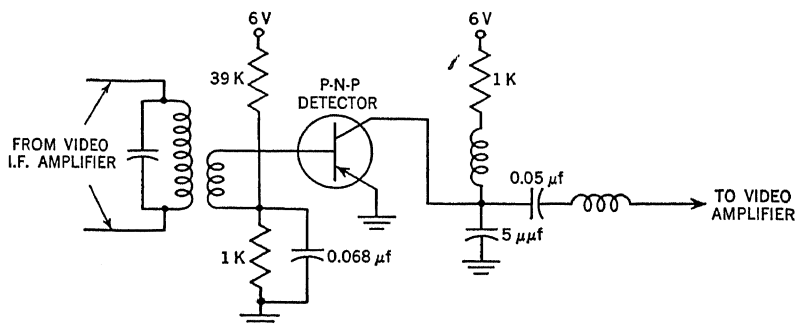 6 V
6 V
39 K
P-N-P
DETECTOR
1 K
FROM VIDEO
I.F. AMPLIFIER
0.05 μf
TO VIDEO
AMPLIFIER
5 μμf
1 K
0.068 μf